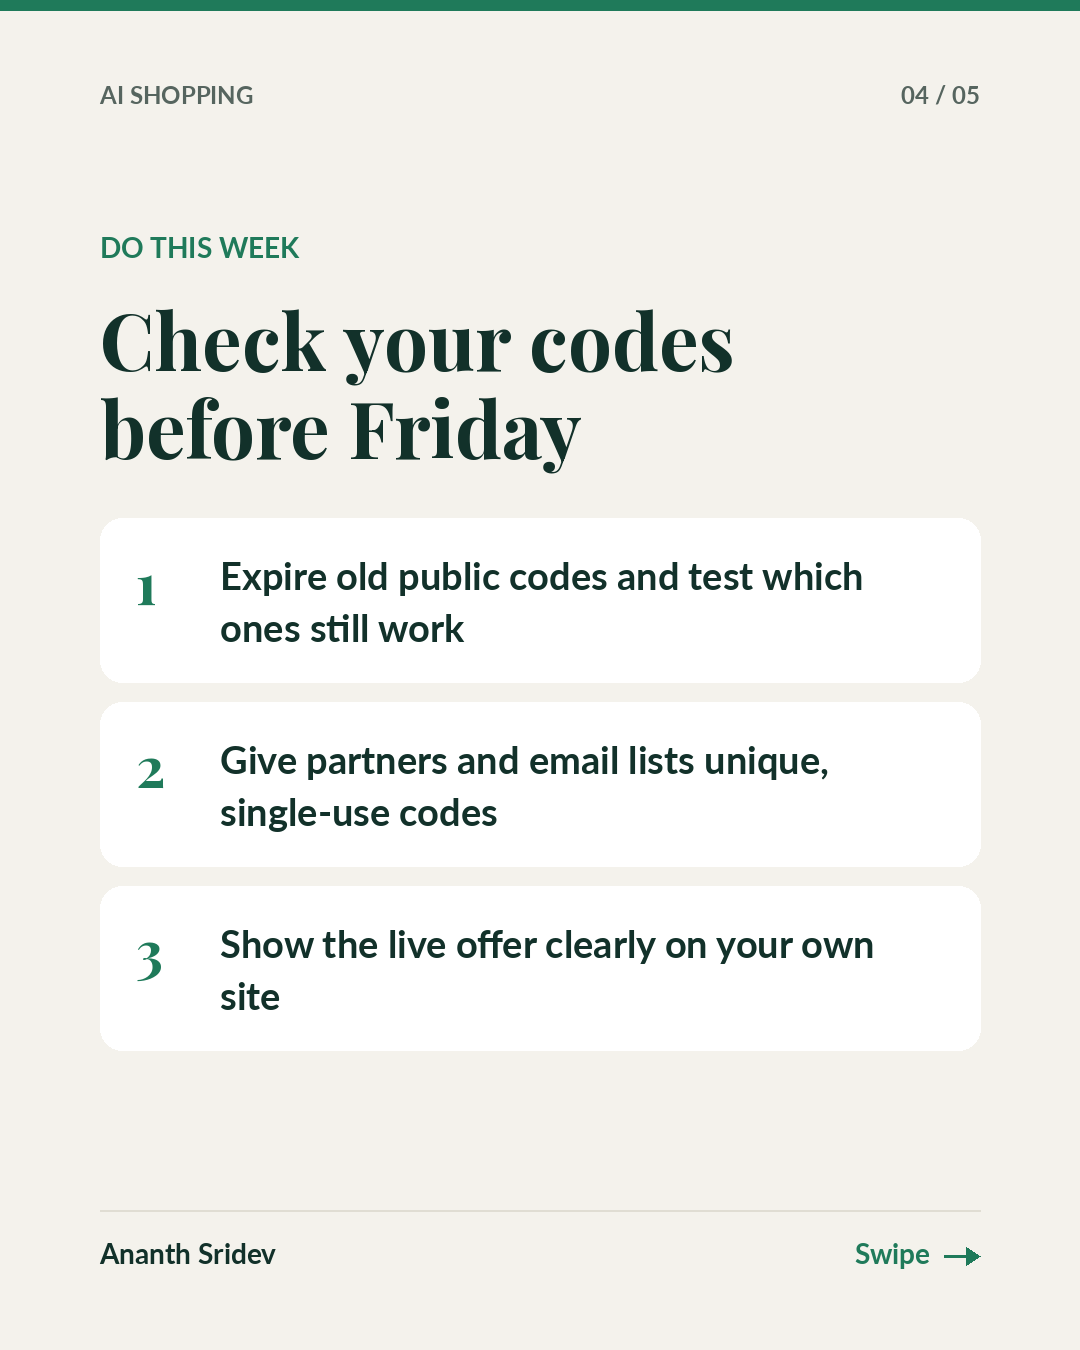 AI SHOPPING
04 / 05
DO THIS WEEK
Check your codes
before Friday
1
Expire old public codes and test which
ones still work
2
Give partners and email lists unique,
single-use codes
3
Show the live offer clearly on your own
site
Ananth Sridev
Swipe